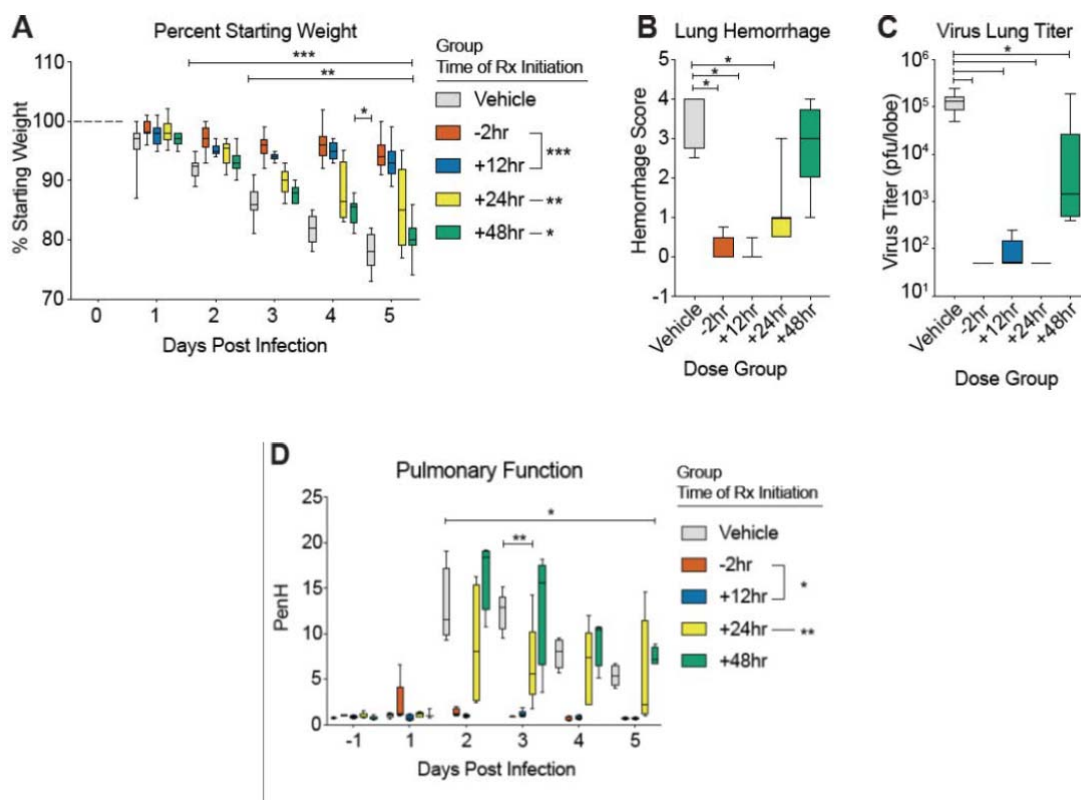 A
Percent Starting Weight
110
100
90
80
70
% Starting Weight
***
**
*
0 1 2 3 4 5
Days Post Infection
Group
Time of Rx Initiation
Vehicle
-2hr
+12hr
***
+24hr **
+48hr *
B
Lung Hemorrhage
5
4
3
2
1
0
-1
Hemorrhage Score
*
*
*
Vehicle
-2hr
+12hr
+24hr
+48hr
Dose Group
C
Virus Lung Titer
10⁶
10⁵
10⁴
10³
10²
10¹
Virus Titer (pfu/lobe)
*
Vehicle
-2hr
+12hr
+24hr
+48hr
Dose Group
D
Pulmonary Function
25
20
15
10
5
0
PenH
*
**
-1 1 2 3 4 5
Days Post Infection
Group
Time of Rx Initiation
Vehicle
-2hr
+12hr
*
+24hr **
+48hr